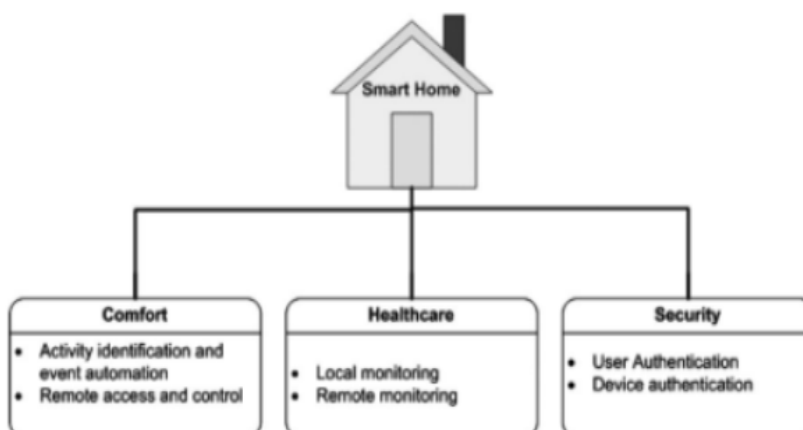 Smart Home
Comfort
• Activity identification and
event automation
• Remote access and control
Healthcare
• Local monitoring
• Remote monitoring
Security
• User Authentication
• Device authentication